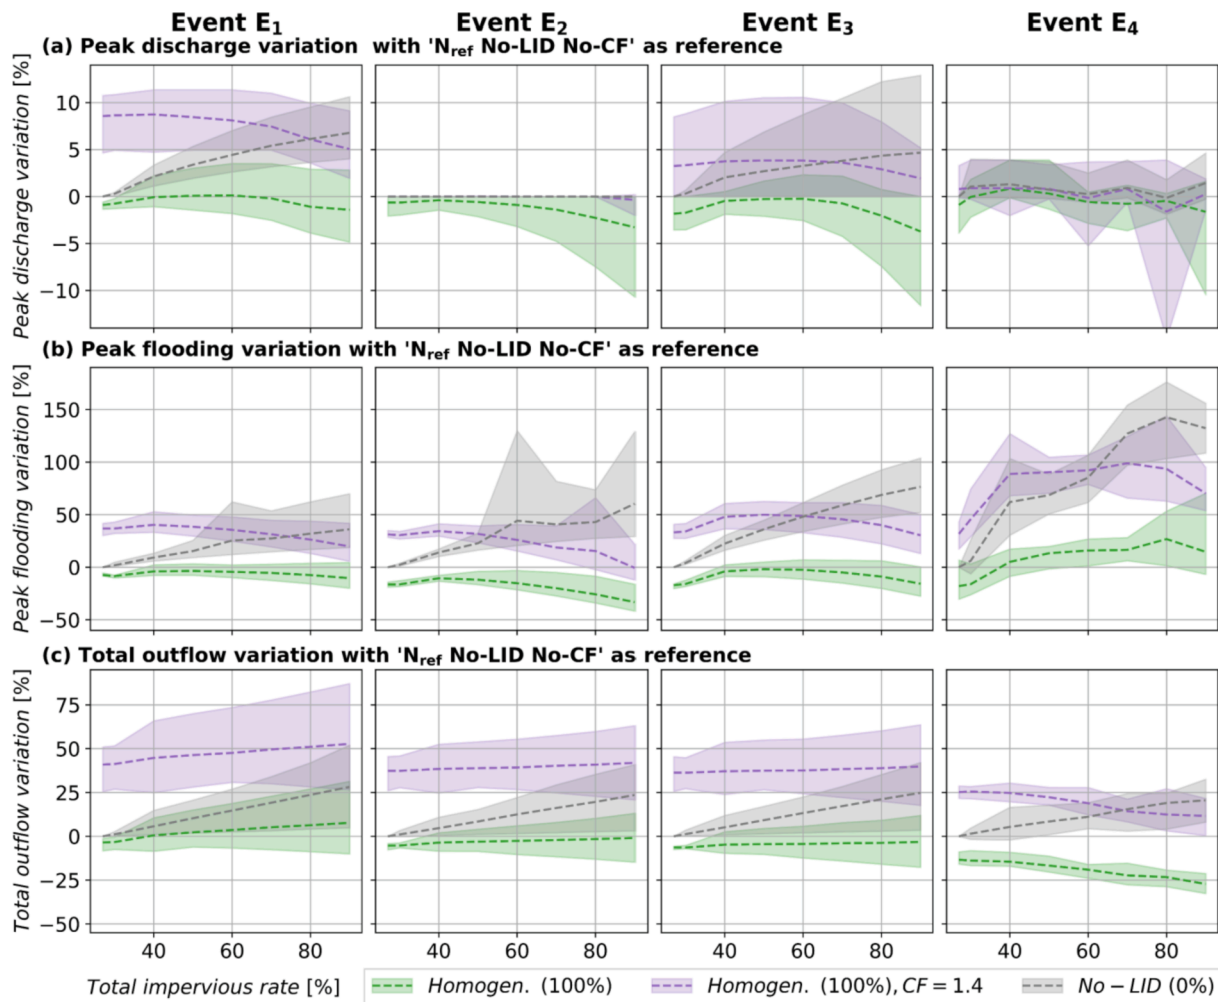 Event E₁ Event E₂ Event E₃ Event E₄
(a) Peak discharge variation with 'Nref No-LID No-CF' as reference
Peak discharge variation [%]
10
5
0
−5
−10
(b) Peak flooding variation with 'Nref No-LID No-CF' as reference
Peak flooding variation [%]
150
100
50
0
−50
(c) Total outflow variation with 'Nref No-LID No-CF' as reference
Total outflow variation [%]
75
50
25
0
−25
−50
40 60 80 40 60 80 40 60 80 40 60 80
Total impervious rate [%] Homogen. (100%) Homogen. (100%), CF = 1.4 No − LID (0%)